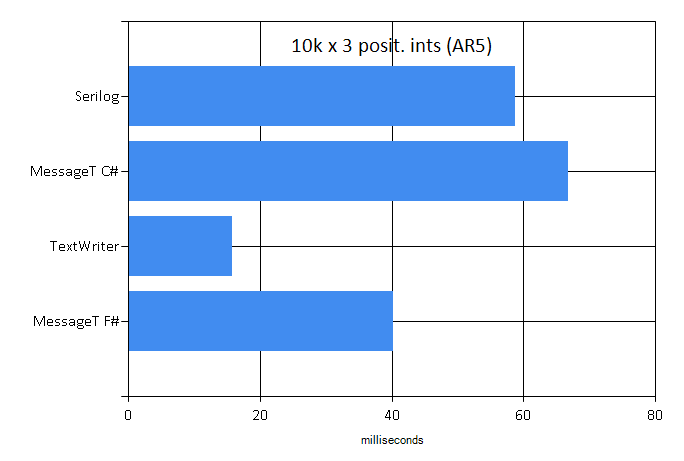 10k x 3 posit. ints (AR5)
Serilog
MessageT C#
TextWriter
MessageT F#
0 20 40 60 80
milliseconds